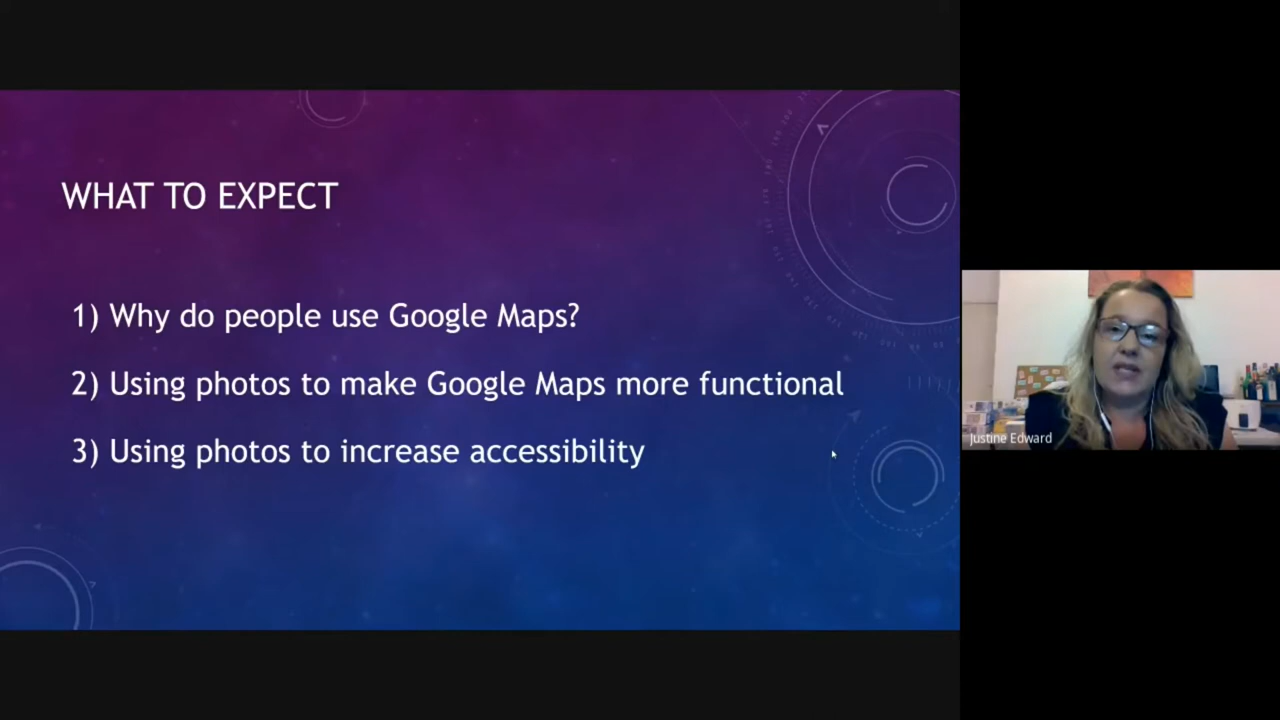 WHAT TO EXPECT
1) Why do people use Google Maps?
2) Using photos to make Google Maps more functional
3) Using photos to increase accessibility
Justine Edward